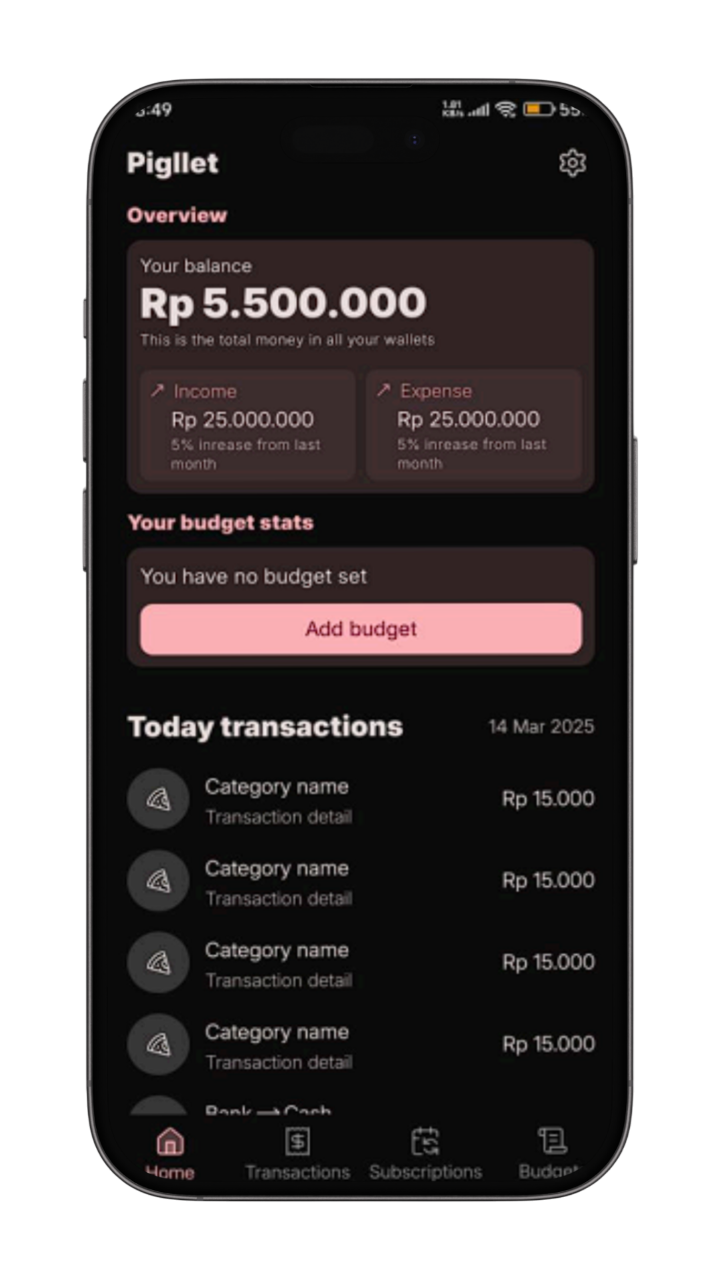 :49
1.81
KB/s
55
Pigllet
Overview
Your balance
Rp 5.500.000
This is the total money in all your wallets
Income
Expense
Rp 25.000.000
Rp 25.000.000
5% inrease from last
month
5% inrease from last
month
Your budget stats
You have no budget set
Add budget
Today transactions
14 Mar 2025
Category name
Rp 15.000
Transaction detail
Category name
Rp 15.000
Transaction detail
Category name
Rp 15.000
Transaction detail
Category name
Rp 15.000
Transaction detail
Bank → Cash
Home
Transactions
Subscriptions
Budget